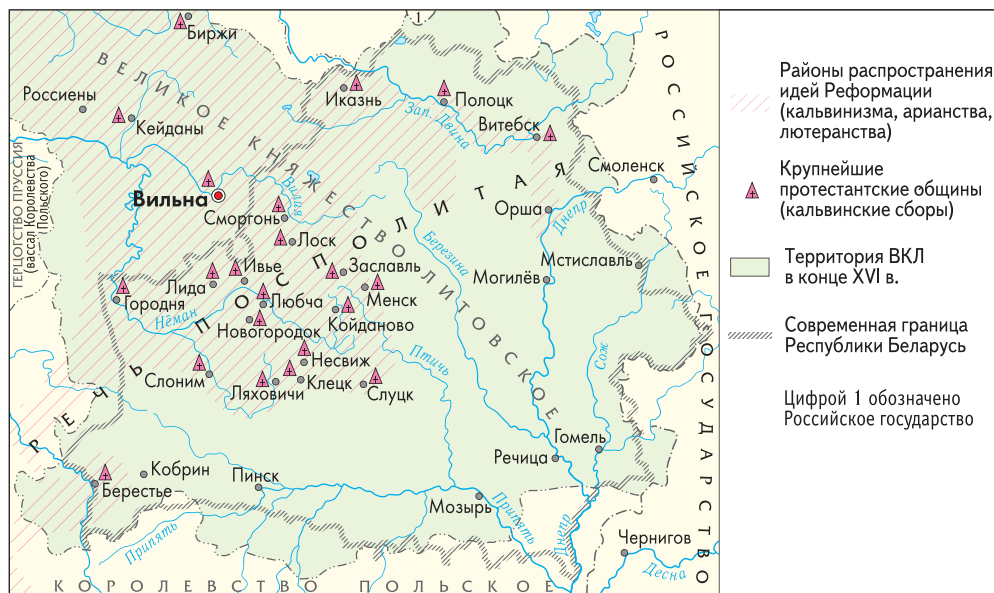 1
Биржи
ВЕЛИКОЕ КНЯЖЕСТВО ЛИТОВСКОЕ
РОССИЙСКОЕ ГОСУДАРСТВО
Россиены
Кейданы
Иказнь
Полоцк
Зап. Двина
Витебск
ГЕРЦОГСТВО ПРУССИЯ
(вассал Королевства
Польского)
Вильна
Вилия
Смоленск
Сморгонь
Орша
Днепр
РЕЧЬ ПОСПОЛИТАЯ
Лоск
Березина
Мстиславль
Ивье
Заславль
Могилёв
Лида
Менск
Городня
Любча
Нёман
Новогородок
Койданово
Сож
Несвиж
Птичь
Слоним
Ляховичи
Клецк
Слуцк
Гомель
Речица
Кобрин
Пинск
Берестье
Мозырь
Припять
Припять
Днепр
Чернигов
Десна
КОРОЛЕВСТВО ПОЛЬСКОЕ
Районы распространения
идей Реформации
(кальвинизма, арианства,
лютеранства)
Крупнейшие
протестантские общины
(кальвинские сборы)
Территория ВКЛ
в конце XVI в.
Современная граница
Республики Беларусь
Цифрой 1 обозначено
Российское государство